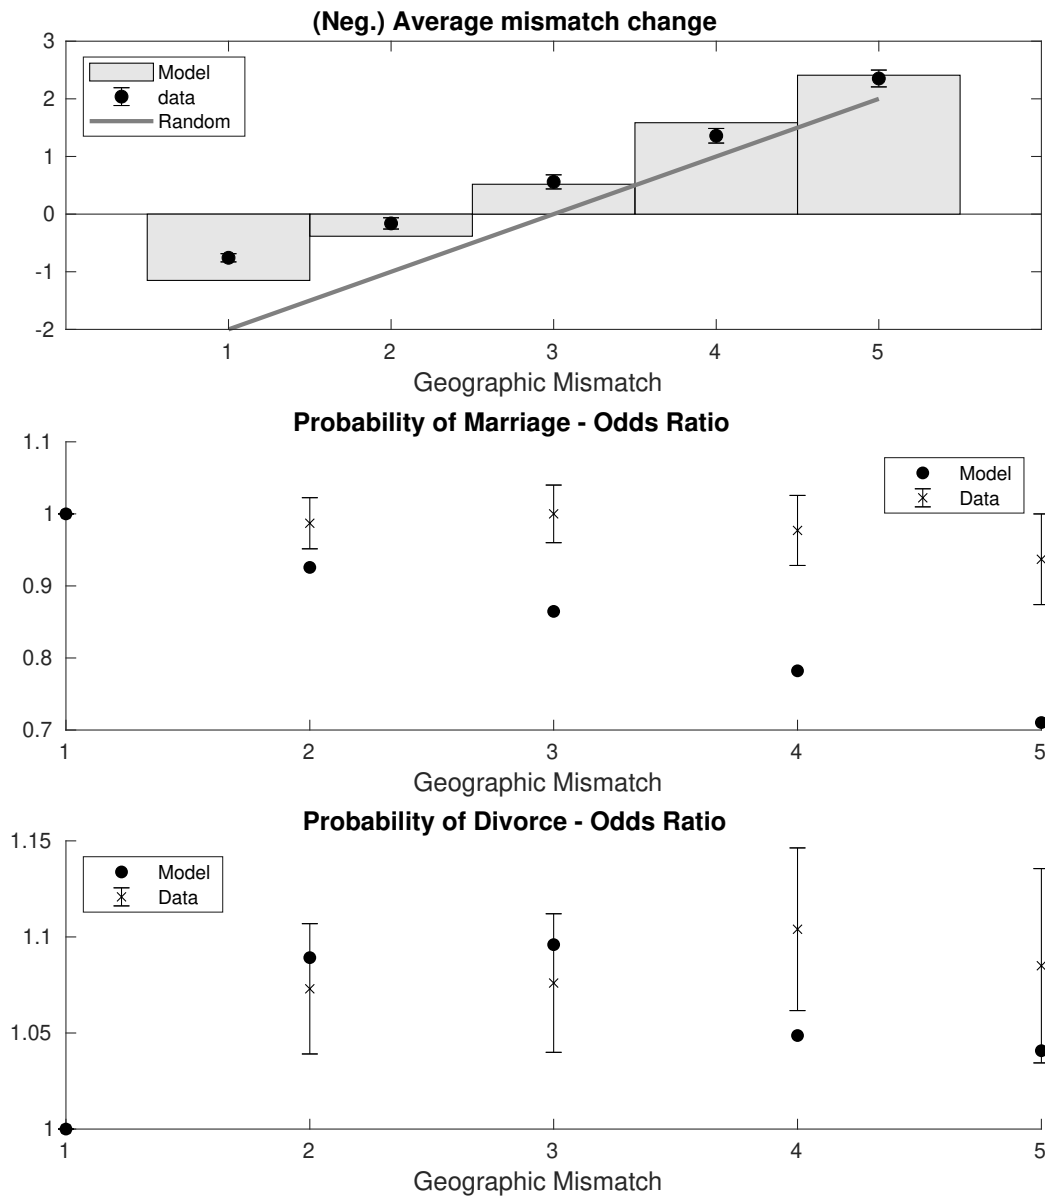 (Neg.) Average mismatch change
3
2
1
0
-1
-2
Model
data
Random
1 2 3 4 5
Geographic Mismatch
Probability of Marriage - Odds Ratio
1.1
1
0.9
0.8
0.7
Model
Data
1 2 3 4 5
Geographic Mismatch
Probability of Divorce - Odds Ratio
1.15
1.1
1.05
1
Model
Data
1 2 3 4 5
Geographic Mismatch